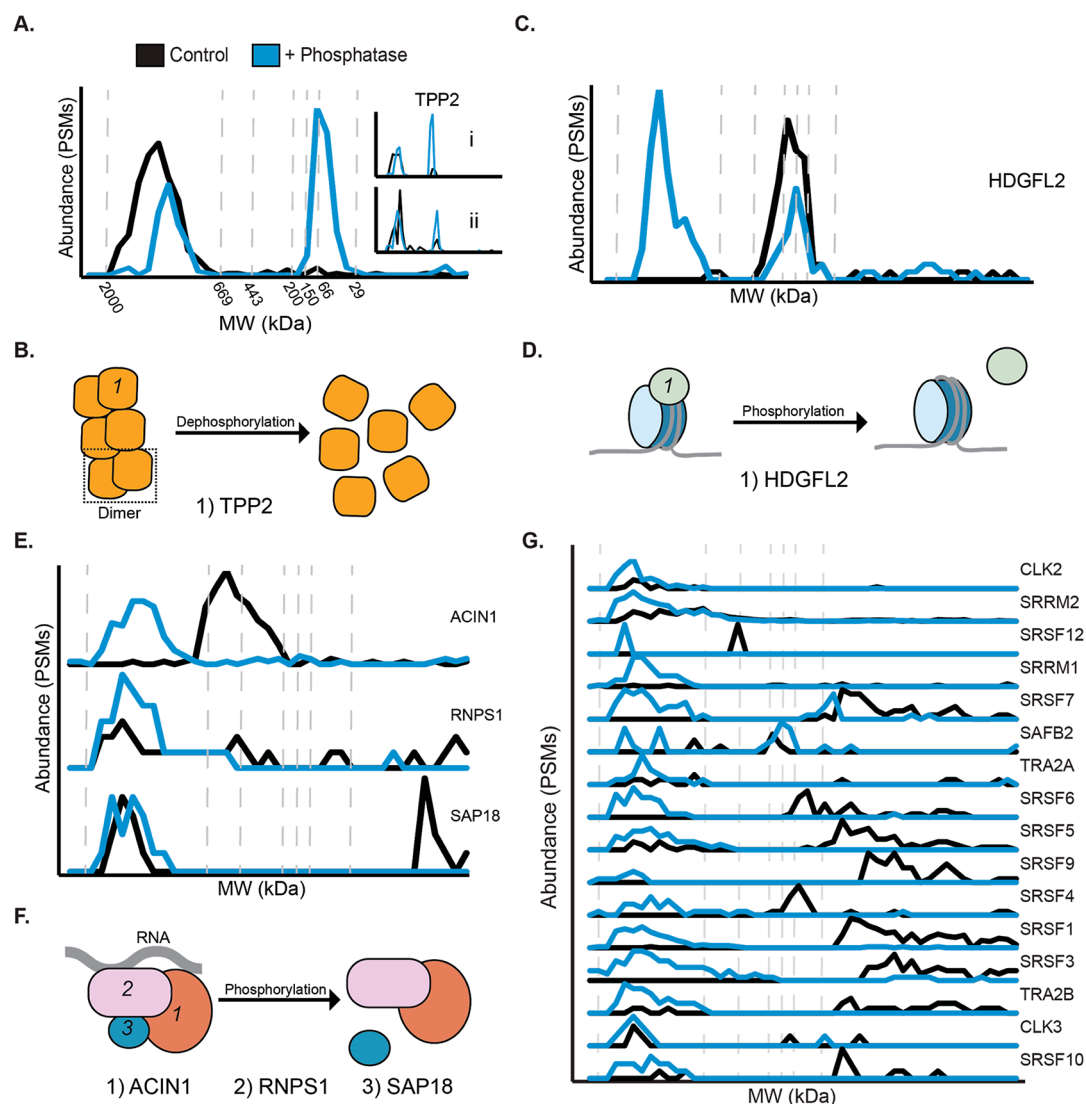 A.
Control
+ Phosphatase
Abundance (PSMs)
TPP2
i
ii
2000
669
443
200
150
66
29
MW (kDa)
C.
Abundance (PSMs)
HDGFL2
MW (kDa)
B.
1
Dephosphorylation
Dimer
1) TPP2
D.
1
Phosphorylation
1) HDGFL2
E.
Abundance (PSMs)
ACIN1
RNPS1
SAP18
MW (kDa)
F.
RNA
2
1
3
Phosphorylation
1) ACIN1
2) RNPS1
3) SAP18
G.
Abundance (PSMs)
CLK2
SRRM2
SRSF12
SRRM1
SRSF7
SAFB2
TRA2A
SRSF6
SRSF5
SRSF9
SRSF4
SRSF1
SRSF3
TRA2B
CLK3
SRSF10
MW (kDa)